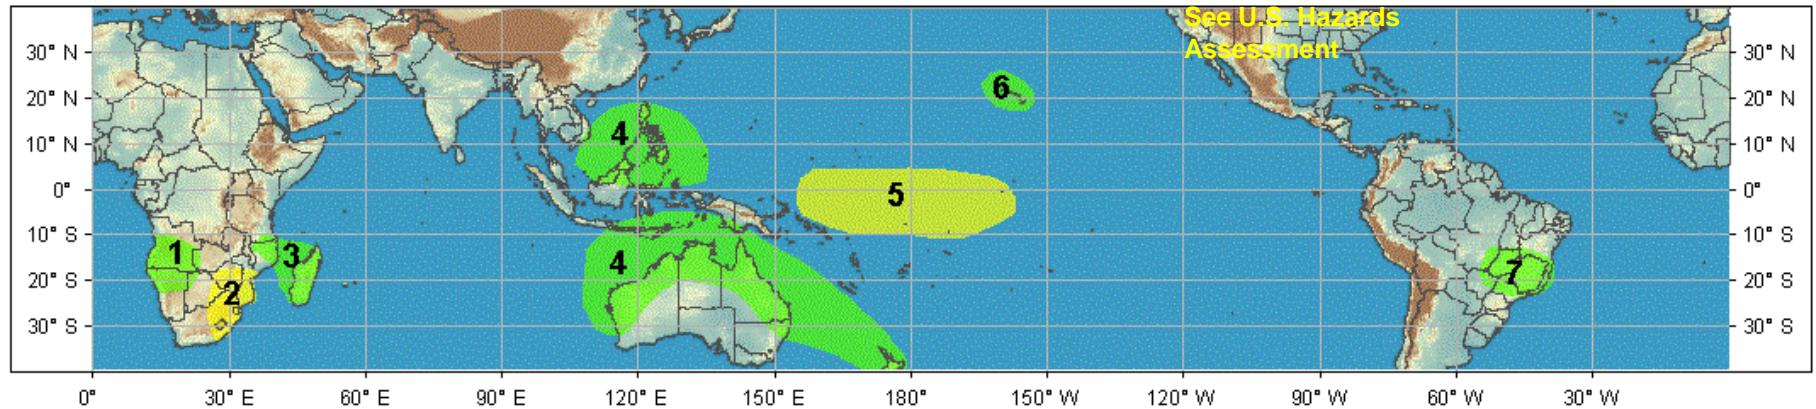 See U.S. Hazards
Assessment
30° N 30° N
20° N 6 20° N
4
10° N 10° N
0° 5 0°
10° S 10° S
1 3 4 7
20° S 2 20° S
30° S 30° S
0° 30° E 60° E 90° E 120° E 150° E 180° 150° W 120° W 90° W 60° W 30° W